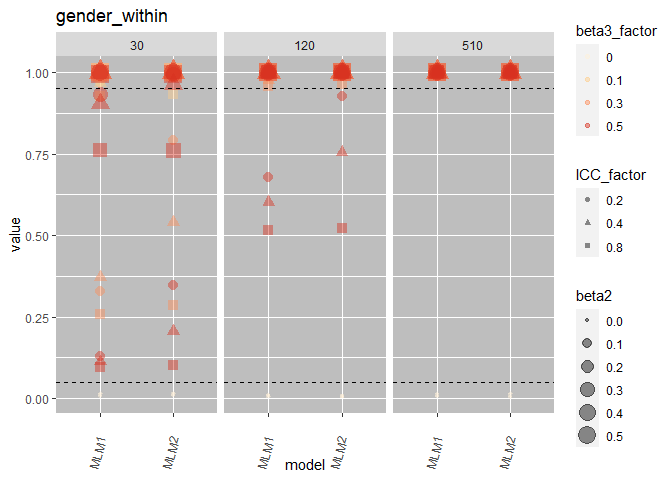 gender_within
30 120 510
1.00
0.75
0.50
0.25
0.00
value
MLM1 MLM2 MLM1 MLM2 MLM1 MLM2
model
beta3_factor
0
0.1
0.3
0.5
ICC_factor
0.2
0.4
0.8
beta2
0.0
0.1
0.2
0.3
0.4
0.5